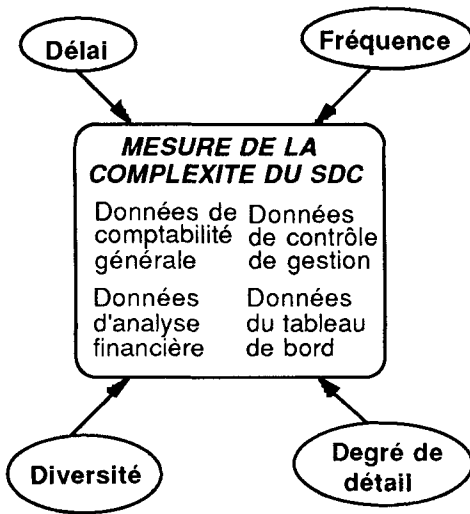 Délai
Fréquence
MESURE DE LA
COMPLEXITE DU SDC
Données de
comptabilité
générale
Données
de contrôle
de gestion
Données
d'analyse
financière
Données
du tableau
de bord
Diversité
Degré de
détail